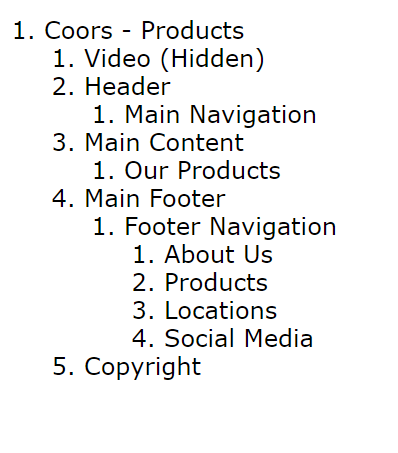 1. Coors - Products
1. Video (Hidden)
2. Header
1. Main Navigation
3. Main Content
1. Our Products
4. Main Footer
1. Footer Navigation
1. About Us
2. Products
3. Locations
4. Social Media
5. Copyright